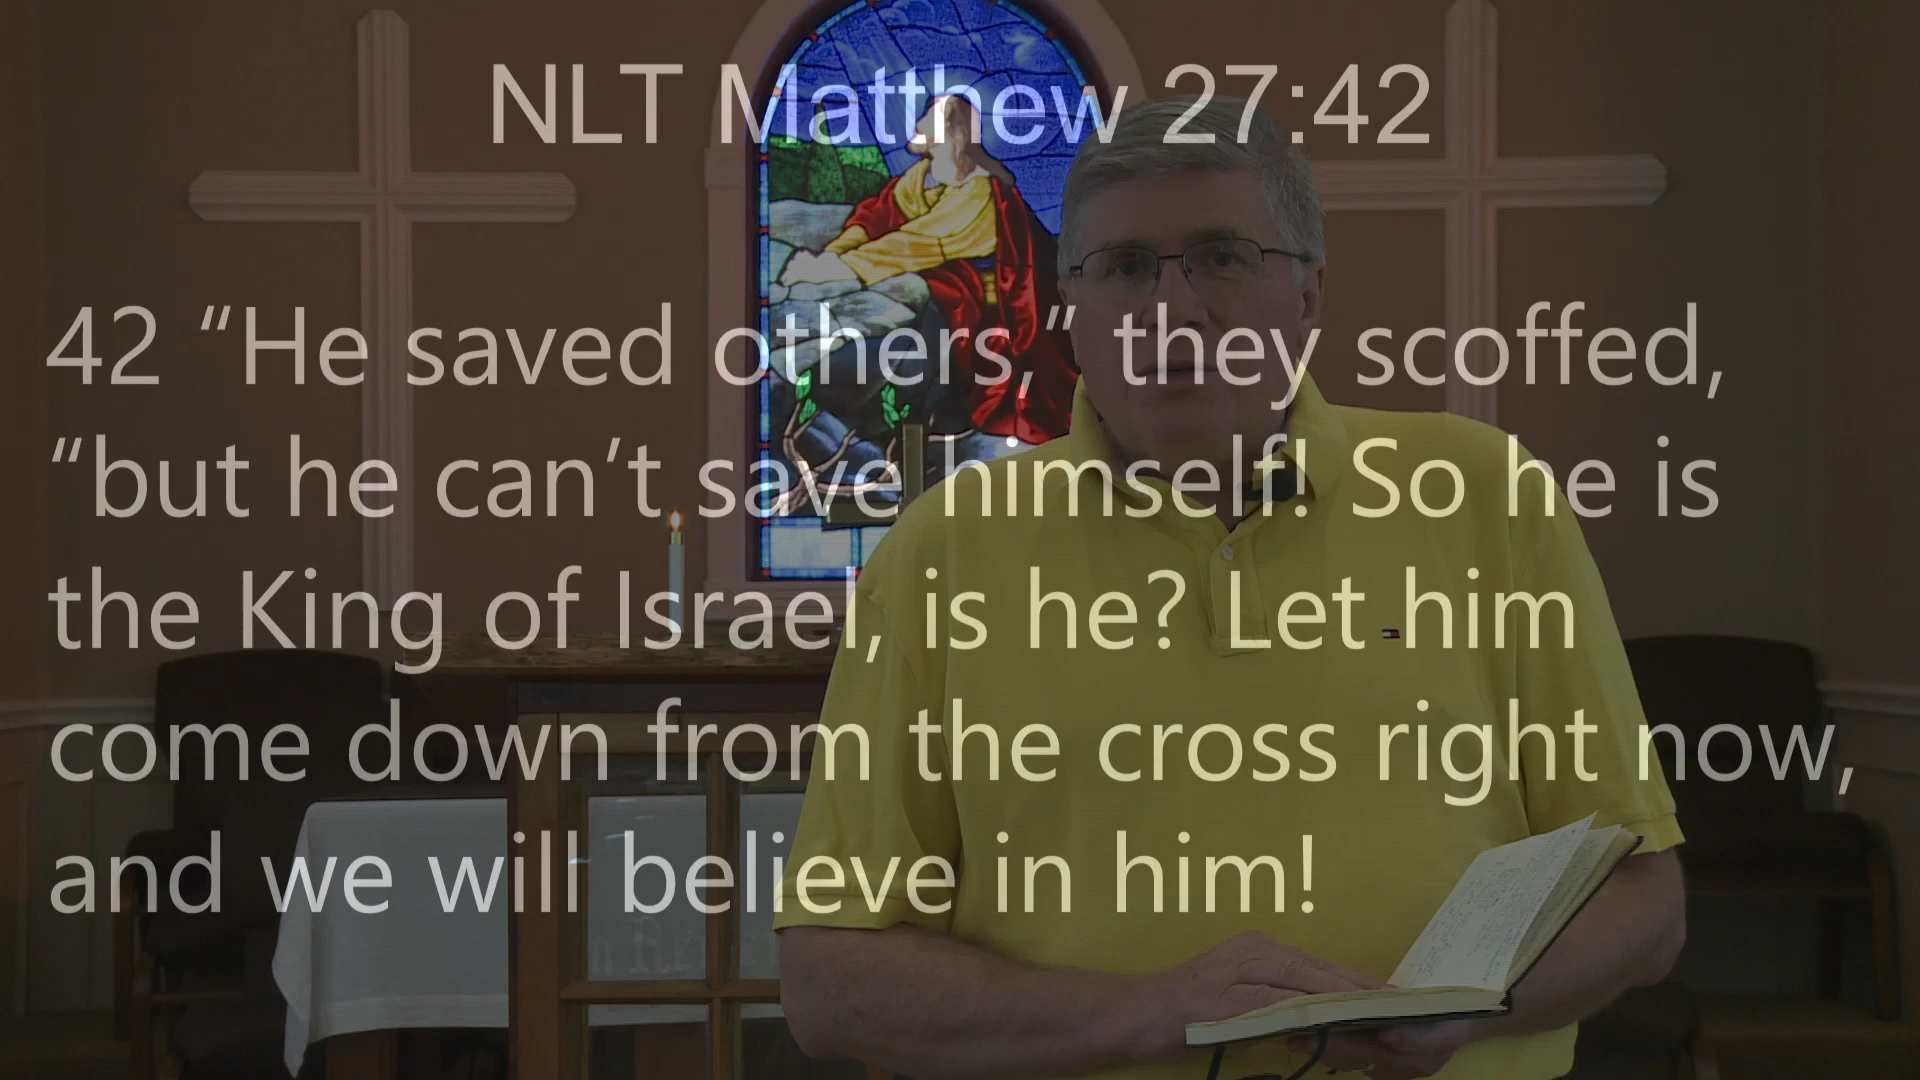 NLT Matthew 27:42
42 “He saved others,” they scoffed,
“but he can’t save himself! So he is
the King of Israel, is he? Let him
come down from the cross right now,
and we will believe in him!